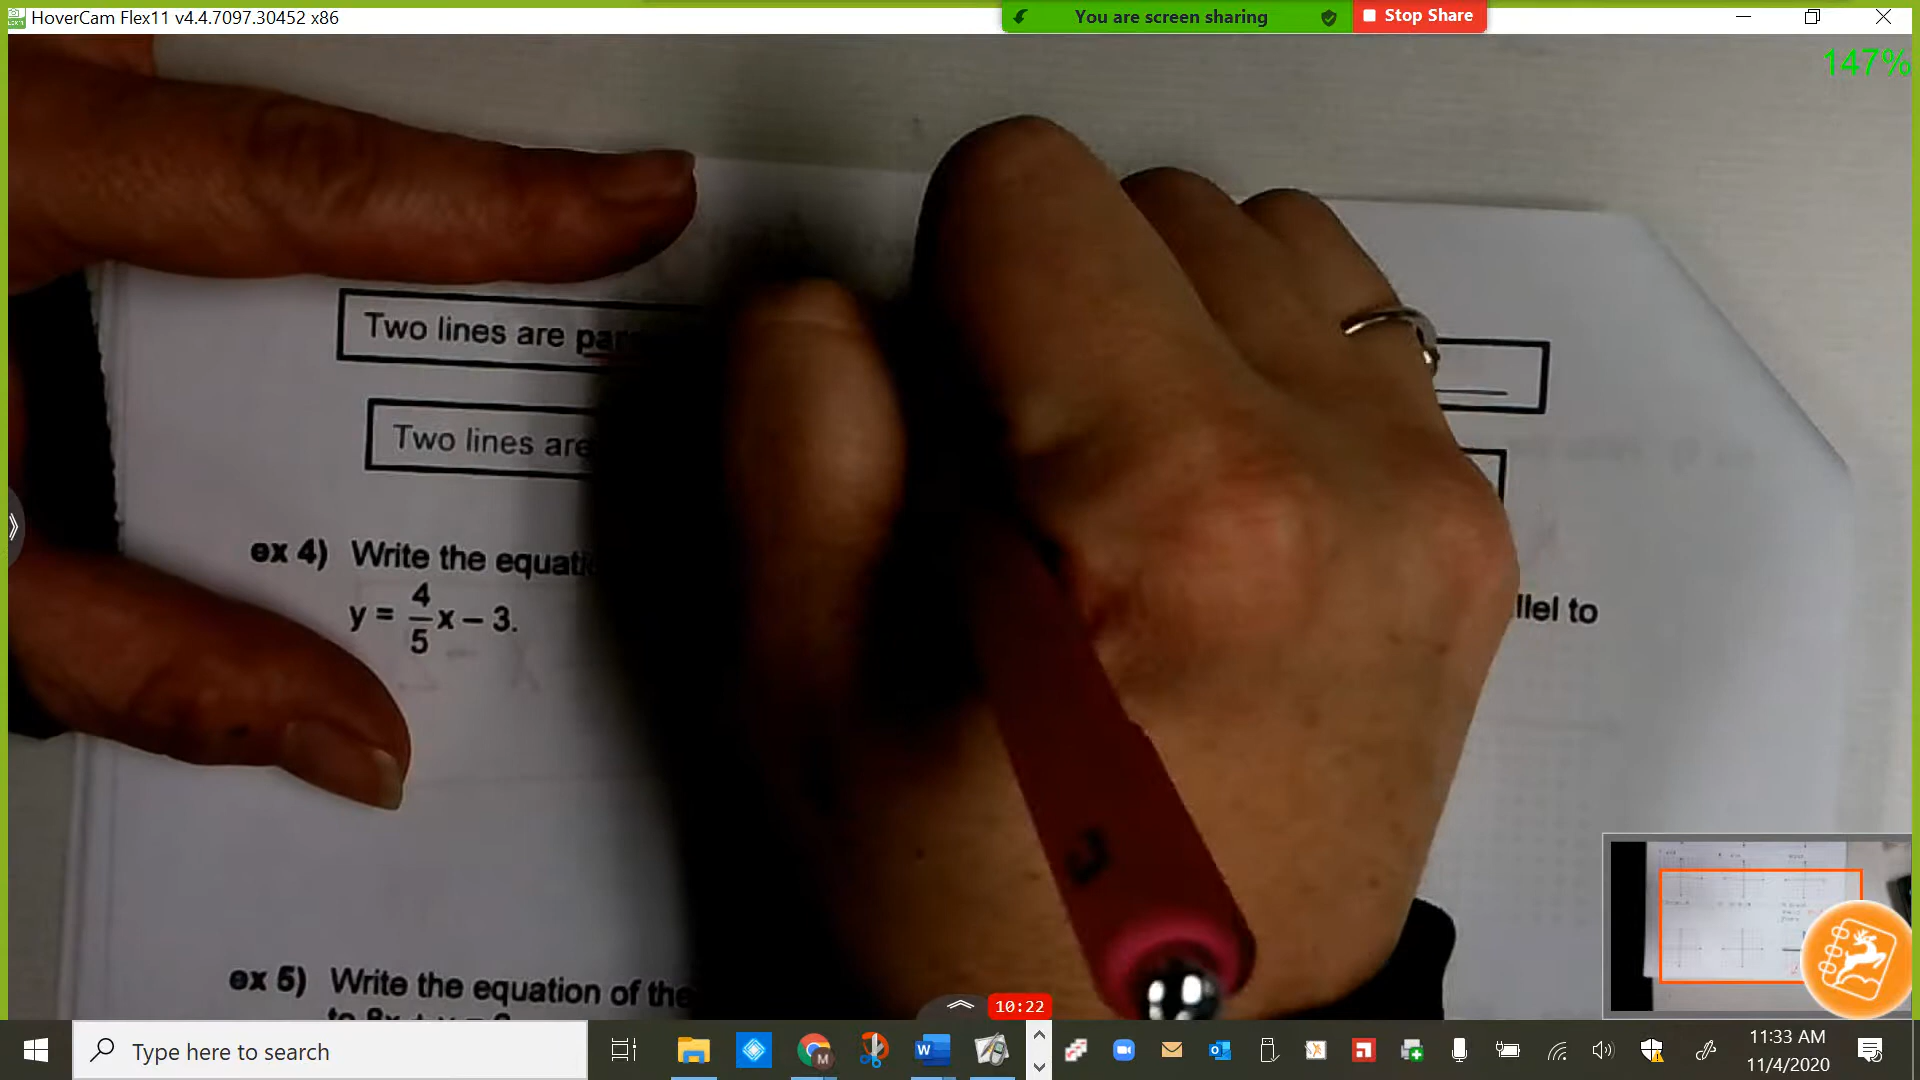 HoverCam Flex11 v4.4.7097.30452 x86
You are screen sharing
Stop Share
147%
Two lines are par
Two lines are
ex 4) Write the equati
llel to
y = 4/5 x – 3.
ex 5) Write the equation of the
10:22
Type here to search
11:33 AM
11/4/2020